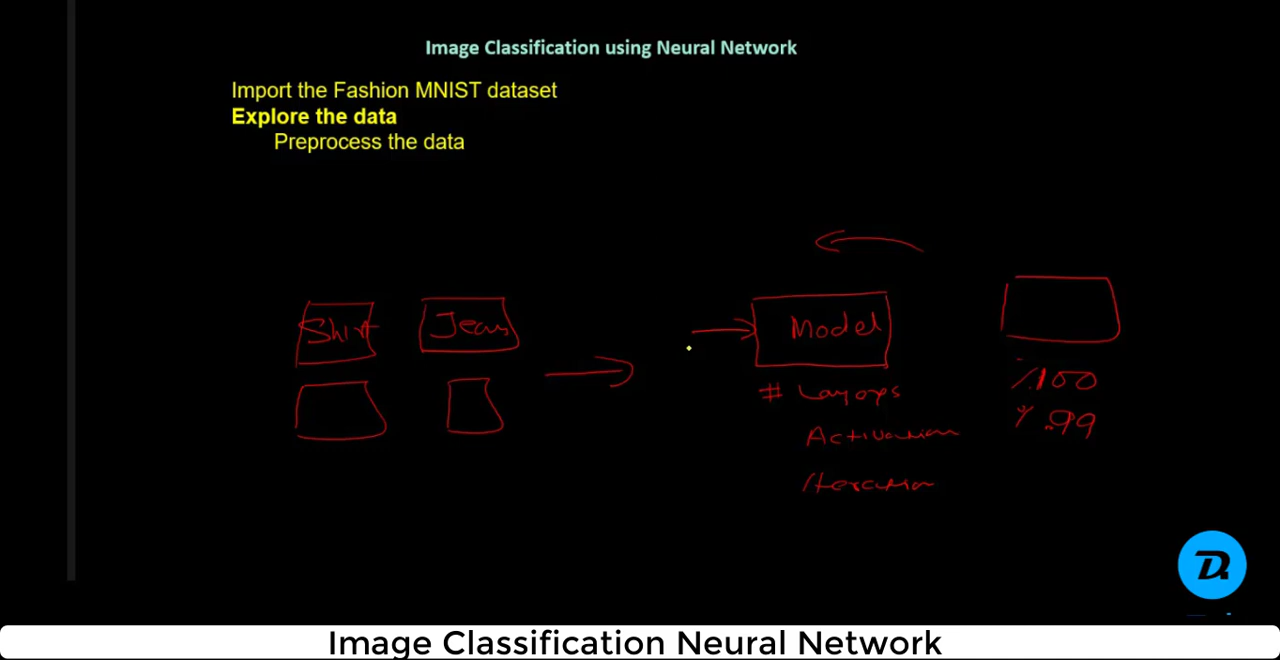 Image Classification using Neural Network
Import the Fashion MNIST dataset
Explore the data
Preprocess the data
Shirt
Jeans
Model
# Layers
Activation
Iteration
%100
%.99
Image Classification Neural Network